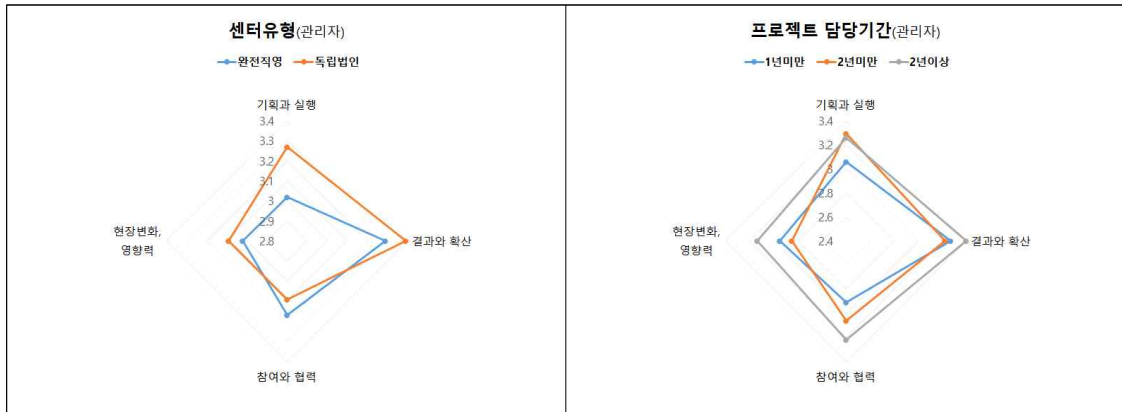 센터유형(관리자)
완전직영 독립법인
기획과 실행
3.4
3.3
3.2
3.1
3
2.9
2.8
결과와 확산
참여와 협력
현장변화,
영향력
프로젝트 담당기간(관리자)
1년미만 2년미만 2년이상
기획과 실행
3.4
3.2
3
2.8
2.6
2.4
결과와 확산
참여와 협력
현장변화,
영향력